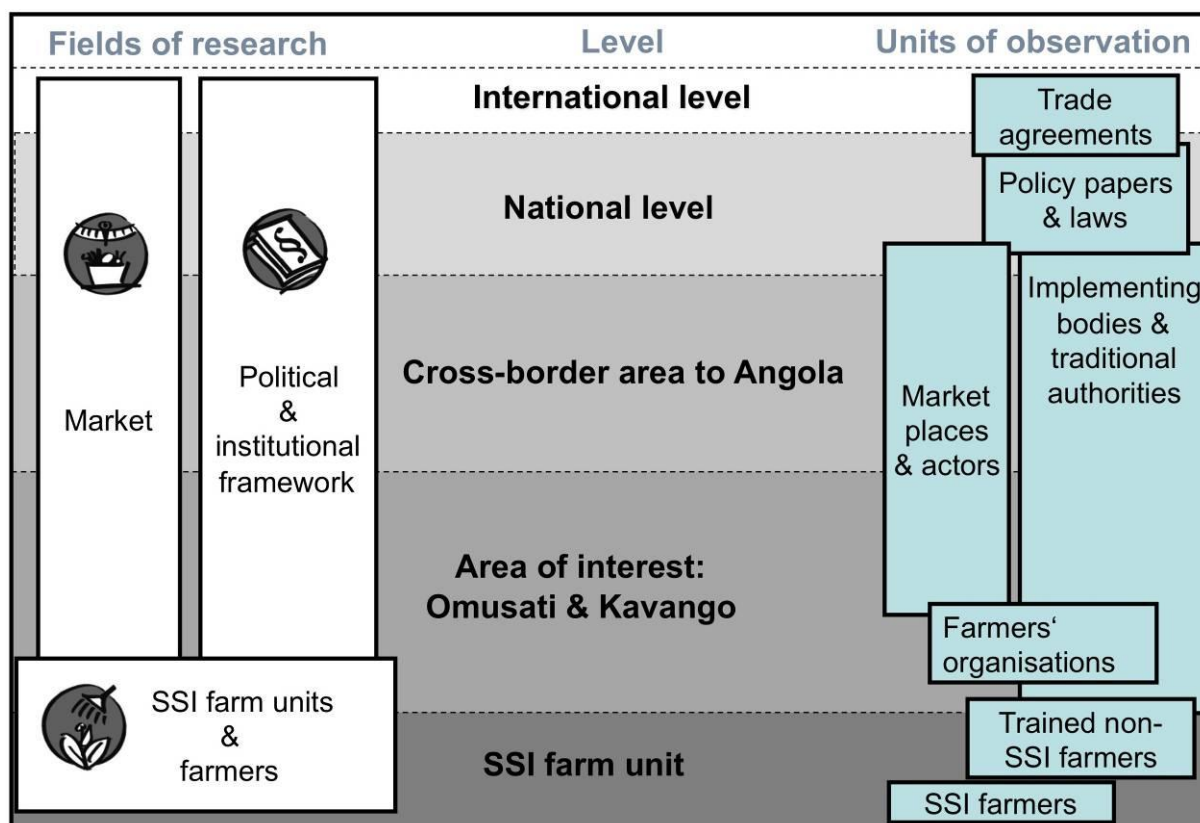 Fields of research
Level
Units of observation
International level
National level
Cross-border area to Angola
Area of interest:
Omusati & Kavango
SSI farm unit
Market
§
Political
&
institutional
framework
SSI farm units
&
farmers
Trade
agreements
Policy papers
& laws
Implementing
bodies &
traditional
authorities
Market
places
& actors
Farmers‘
organisations
Trained non-
SSI farmers
SSI farmers